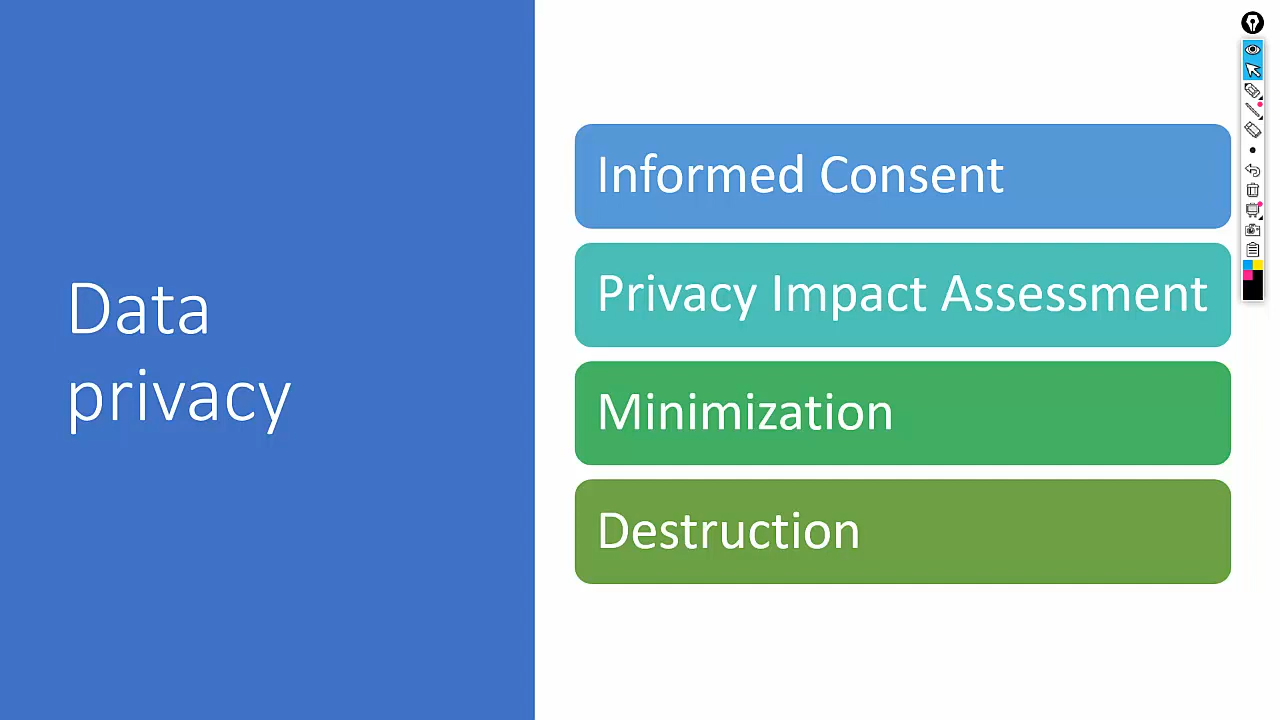 Data
privacy
Informed Consent
Privacy Impact Assessment
Minimization
Destruction